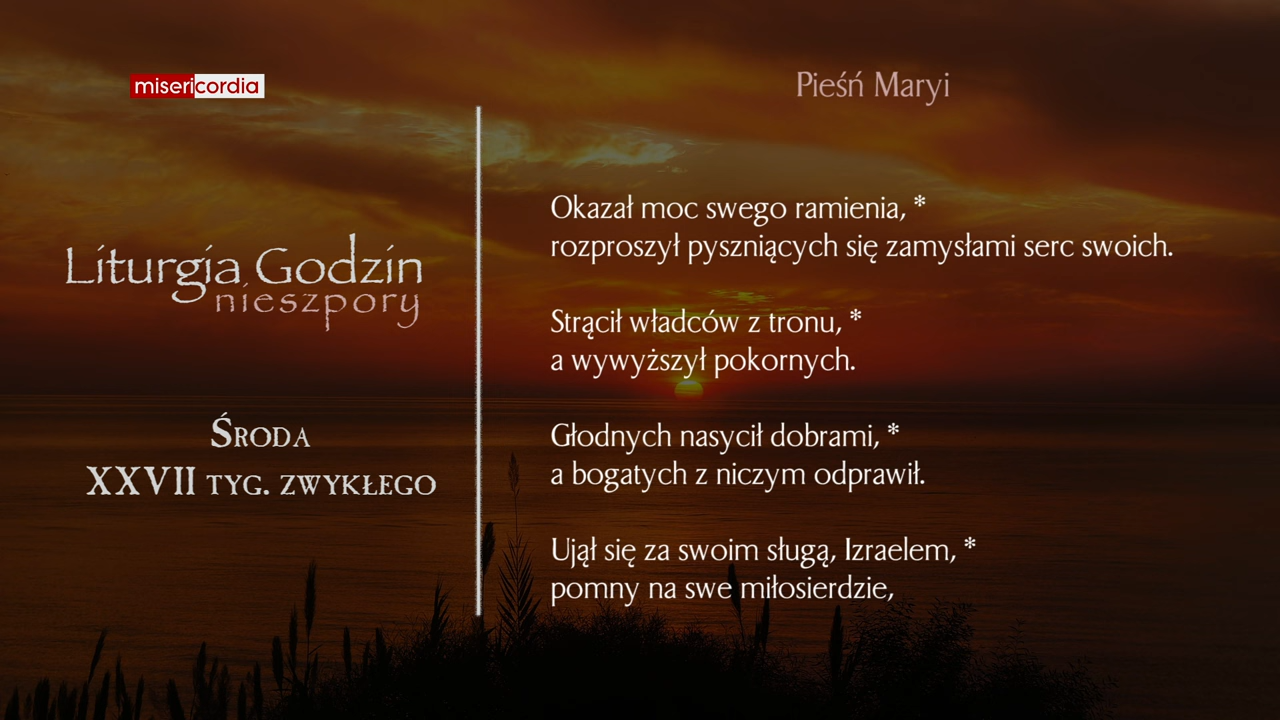 misericordia
Liturgia Godzin
nieszpory
Środa
XXVII tyg. zwykłego
Pieśń Maryi
Okazał moc swego ramienia, *
rozproszył pyszniących się zamysłami serc swoich.
Strącił władców z tronu, *
a wywyższył pokornych.
Głodnych nasycił dobrami, *
a bogatych z niczym odprawił.
Ujął się za swoim sługą, Izraelem, *
pomny na swe miłosierdzie,